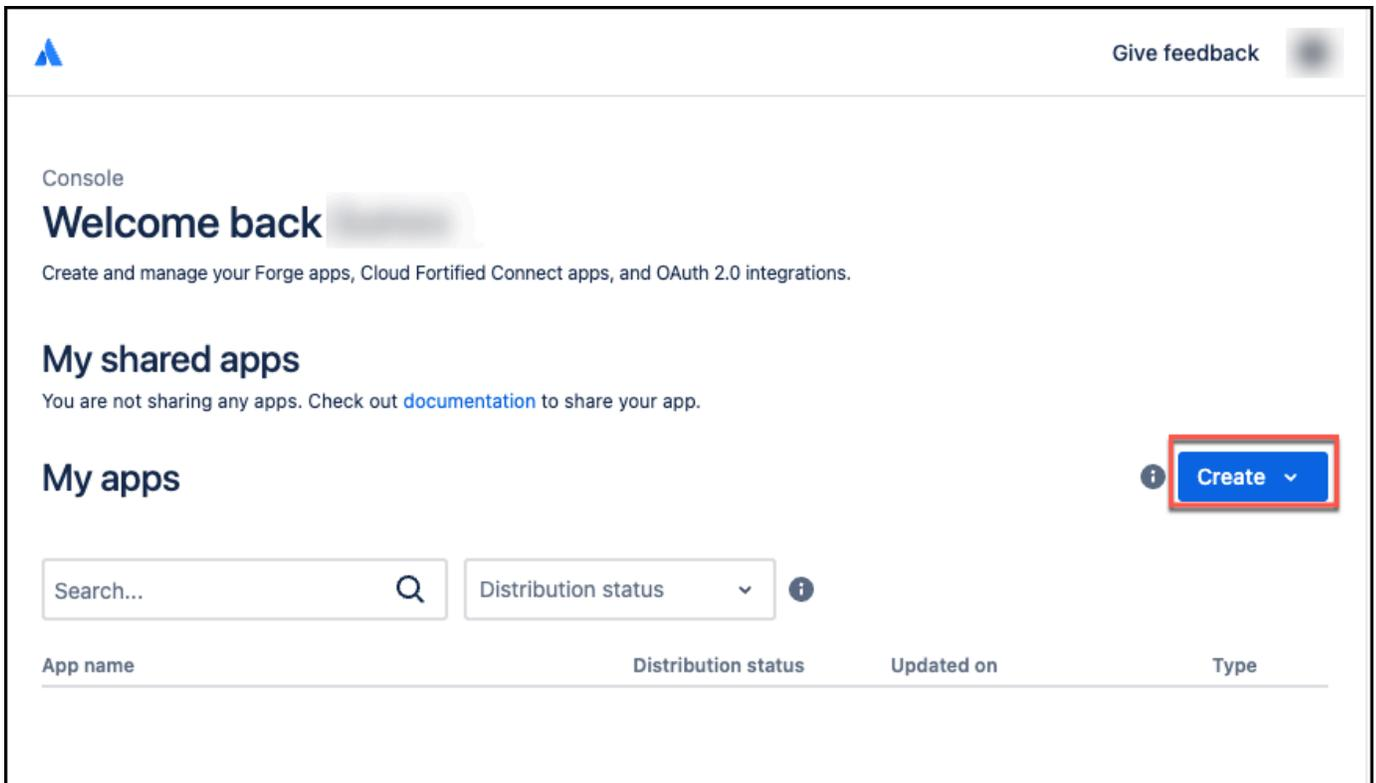 Give feedback
Console
Welcome back
Create and manage your Forge apps, Cloud Fortified Connect apps, and OAuth 2.0 integrations.
My shared apps
You are not sharing any apps. Check out documentation to share your app.
My apps
Create
Search...
Distribution status
App name Distribution status Updated on Type